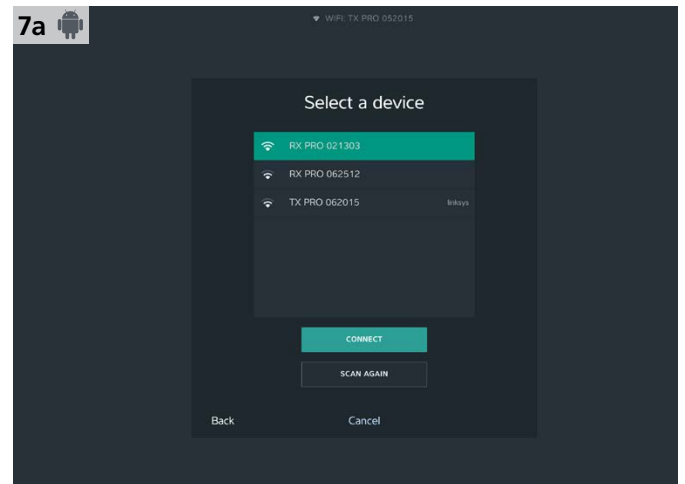 7a
WIFI: TX PRO 052015
Select a device
RX PRO 021303
RX PRO 062512
TX PRO 062015 linksys
CONNECT
SCAN AGAIN
Back Cancel